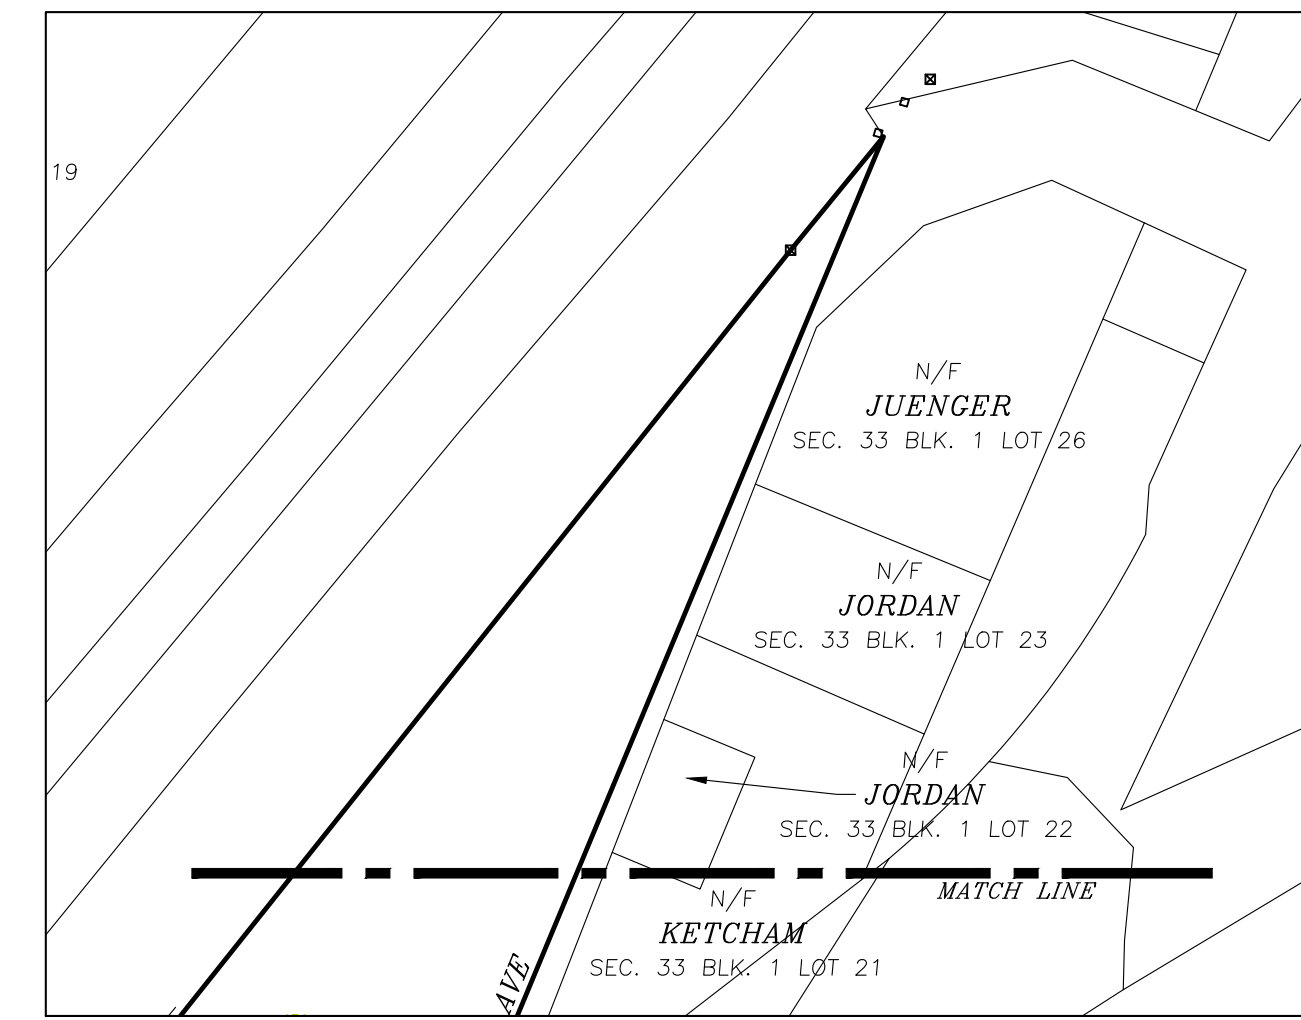 19
N/F
JUENGER
SEC. 33 BLK. 1 LOT 26
N/F
JORDAN
SEC. 33 BLK. 1 LOT 23
N/F
JORDAN
SEC. 33 BLK. 1 LOT 22
MATCH LINE
N/F
KETCHAM
SEC. 33 BLK. 1 LOT 21
AVE